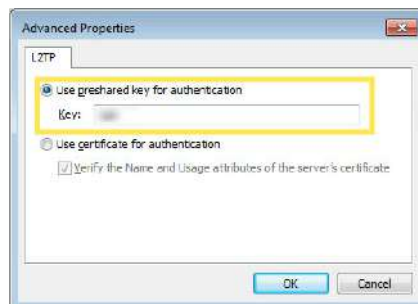 Advanced Properties
L2TP
Use preshared key for authentication
Key:
Use certificate for authentication
Verify the Name and Usage attributes of the server's certificate
OK Cancel